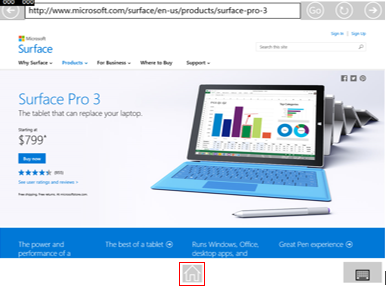 http://www.microsoft.com/surface/en-us/products/surface-pro-3
Go
Sign in | Sign Up
Microsoft
Surface
Search this site
Why Surface
Products
For Business
Where to Buy
Support
Surface Pro 3
The tablet that can replace your laptop.
Starting at
$799*
Buy now
See user ratings and reviews >
Free shipping. Free returns. At microsoftstore.com
The power and
performance of a
The best of a tablet
Runs Windows, Office,
desktop apps, and
Great Pen experience